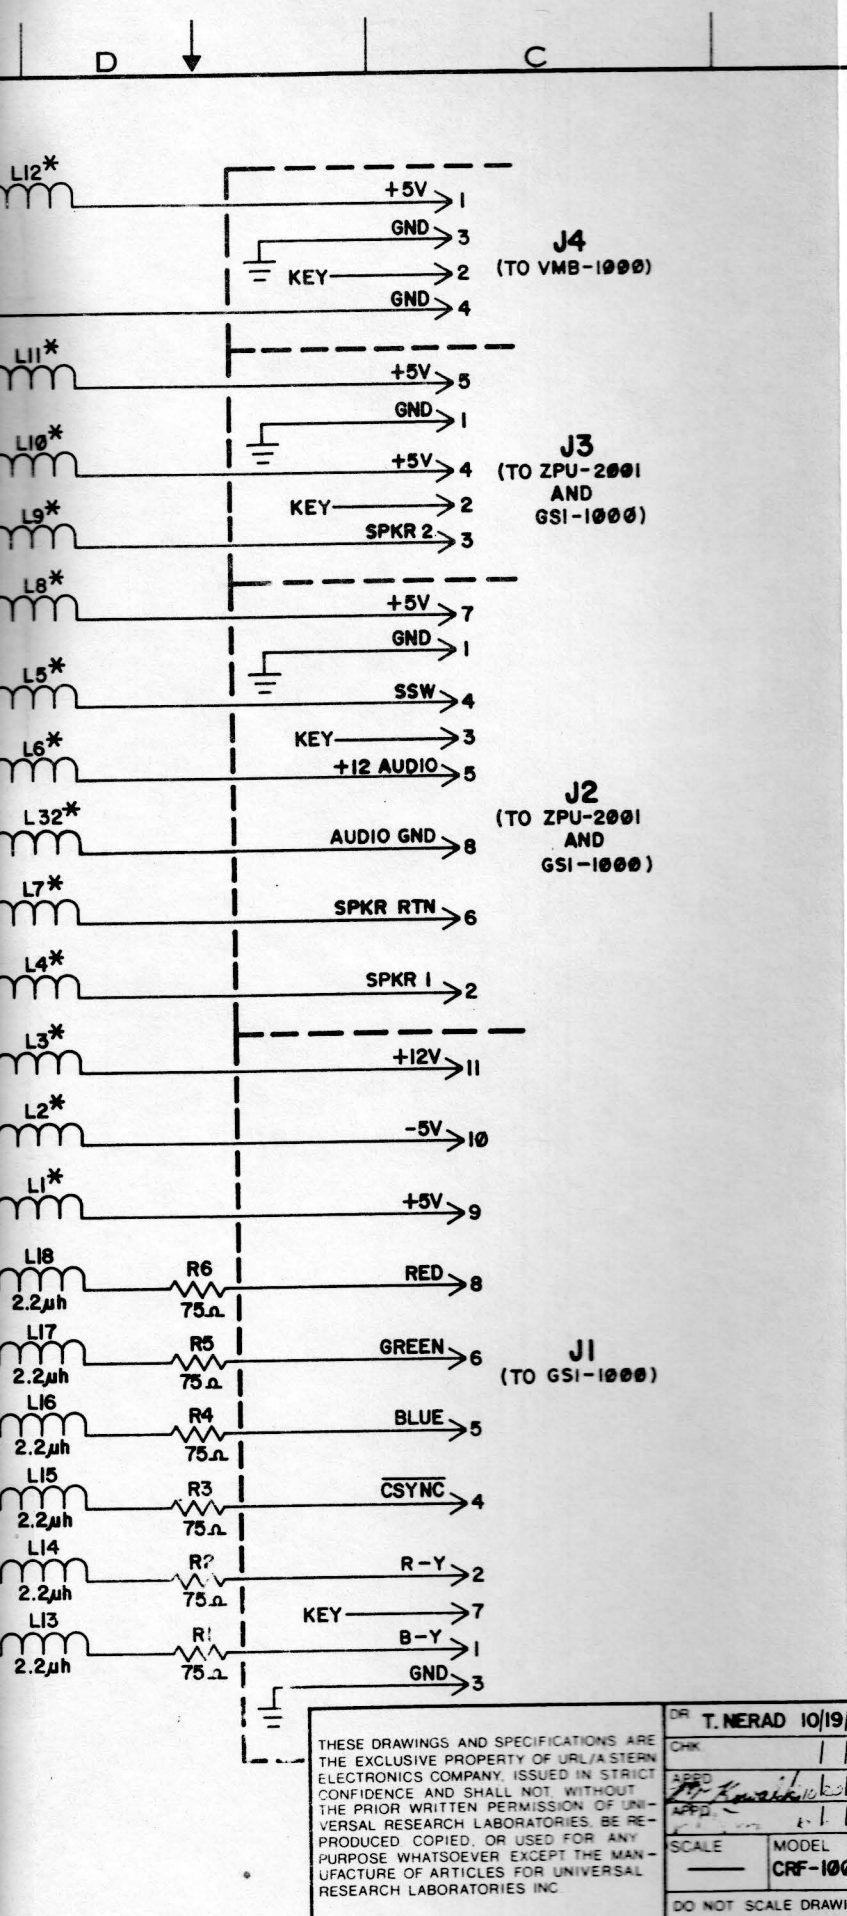 D C
L12*
+5V 1
GND 3
KEY 2
GND 4
J4
(TO VMB-1000)
L11*
+5V 5
GND 1
L10*
+5V 4
KEY 2
L9*
SPKR 2 3
J3
(TO ZPU-2001
AND
GSI-1000)
L8*
+5V 7
GND 1
L5*
SSW 4
KEY 3
L6*
+12 AUDIO 5
L32*
AUDIO GND 8
L7*
SPKR RTN 6
L4*
SPKR 1 2
J2
(TO ZPU-2001
AND
GSI-1000)
L3*
+12V 11
L2*
-5V 10
L1*
+5V 9
L18
2.2μh
R6
75Ω
RED 8
L17
2.2μh
R5
75Ω
GREEN 6
L16
2.2μh
R4
75Ω
BLUE 5
L15
2.2μh
R3
75Ω
CSYNC 4
L14
2.2μh
R2
75Ω
R-Y 2
KEY 7
L13
2.2μh
R1
75Ω
B-Y 1
GND 3
J1
(TO GSI-1000)
THESE DRAWINGS AND SPECIFICATIONS ARE
THE EXCLUSIVE PROPERTY OF URL/A STERN
ELECTRONICS COMPANY, ISSUED IN STRICT
CONFIDENCE AND SHALL NOT, WITHOUT
THE PRIOR WRITTEN PERMISSION OF UNI-
VERSAL RESEARCH LABORATORIES, BE RE-
PRODUCED COPIED, OR USED FOR ANY
PURPOSE WHATSOEVER EXCEPT THE MAN-
UFACTURE OF ARTICLES FOR UNIVERSAL
RESEARCH LABORATORIES INC
DR T. NERAD 10/19/
CHK
APPD Kowalski
APPD.
SCALE
MODEL
CRF-100
DO NOT SCALE DRAWI